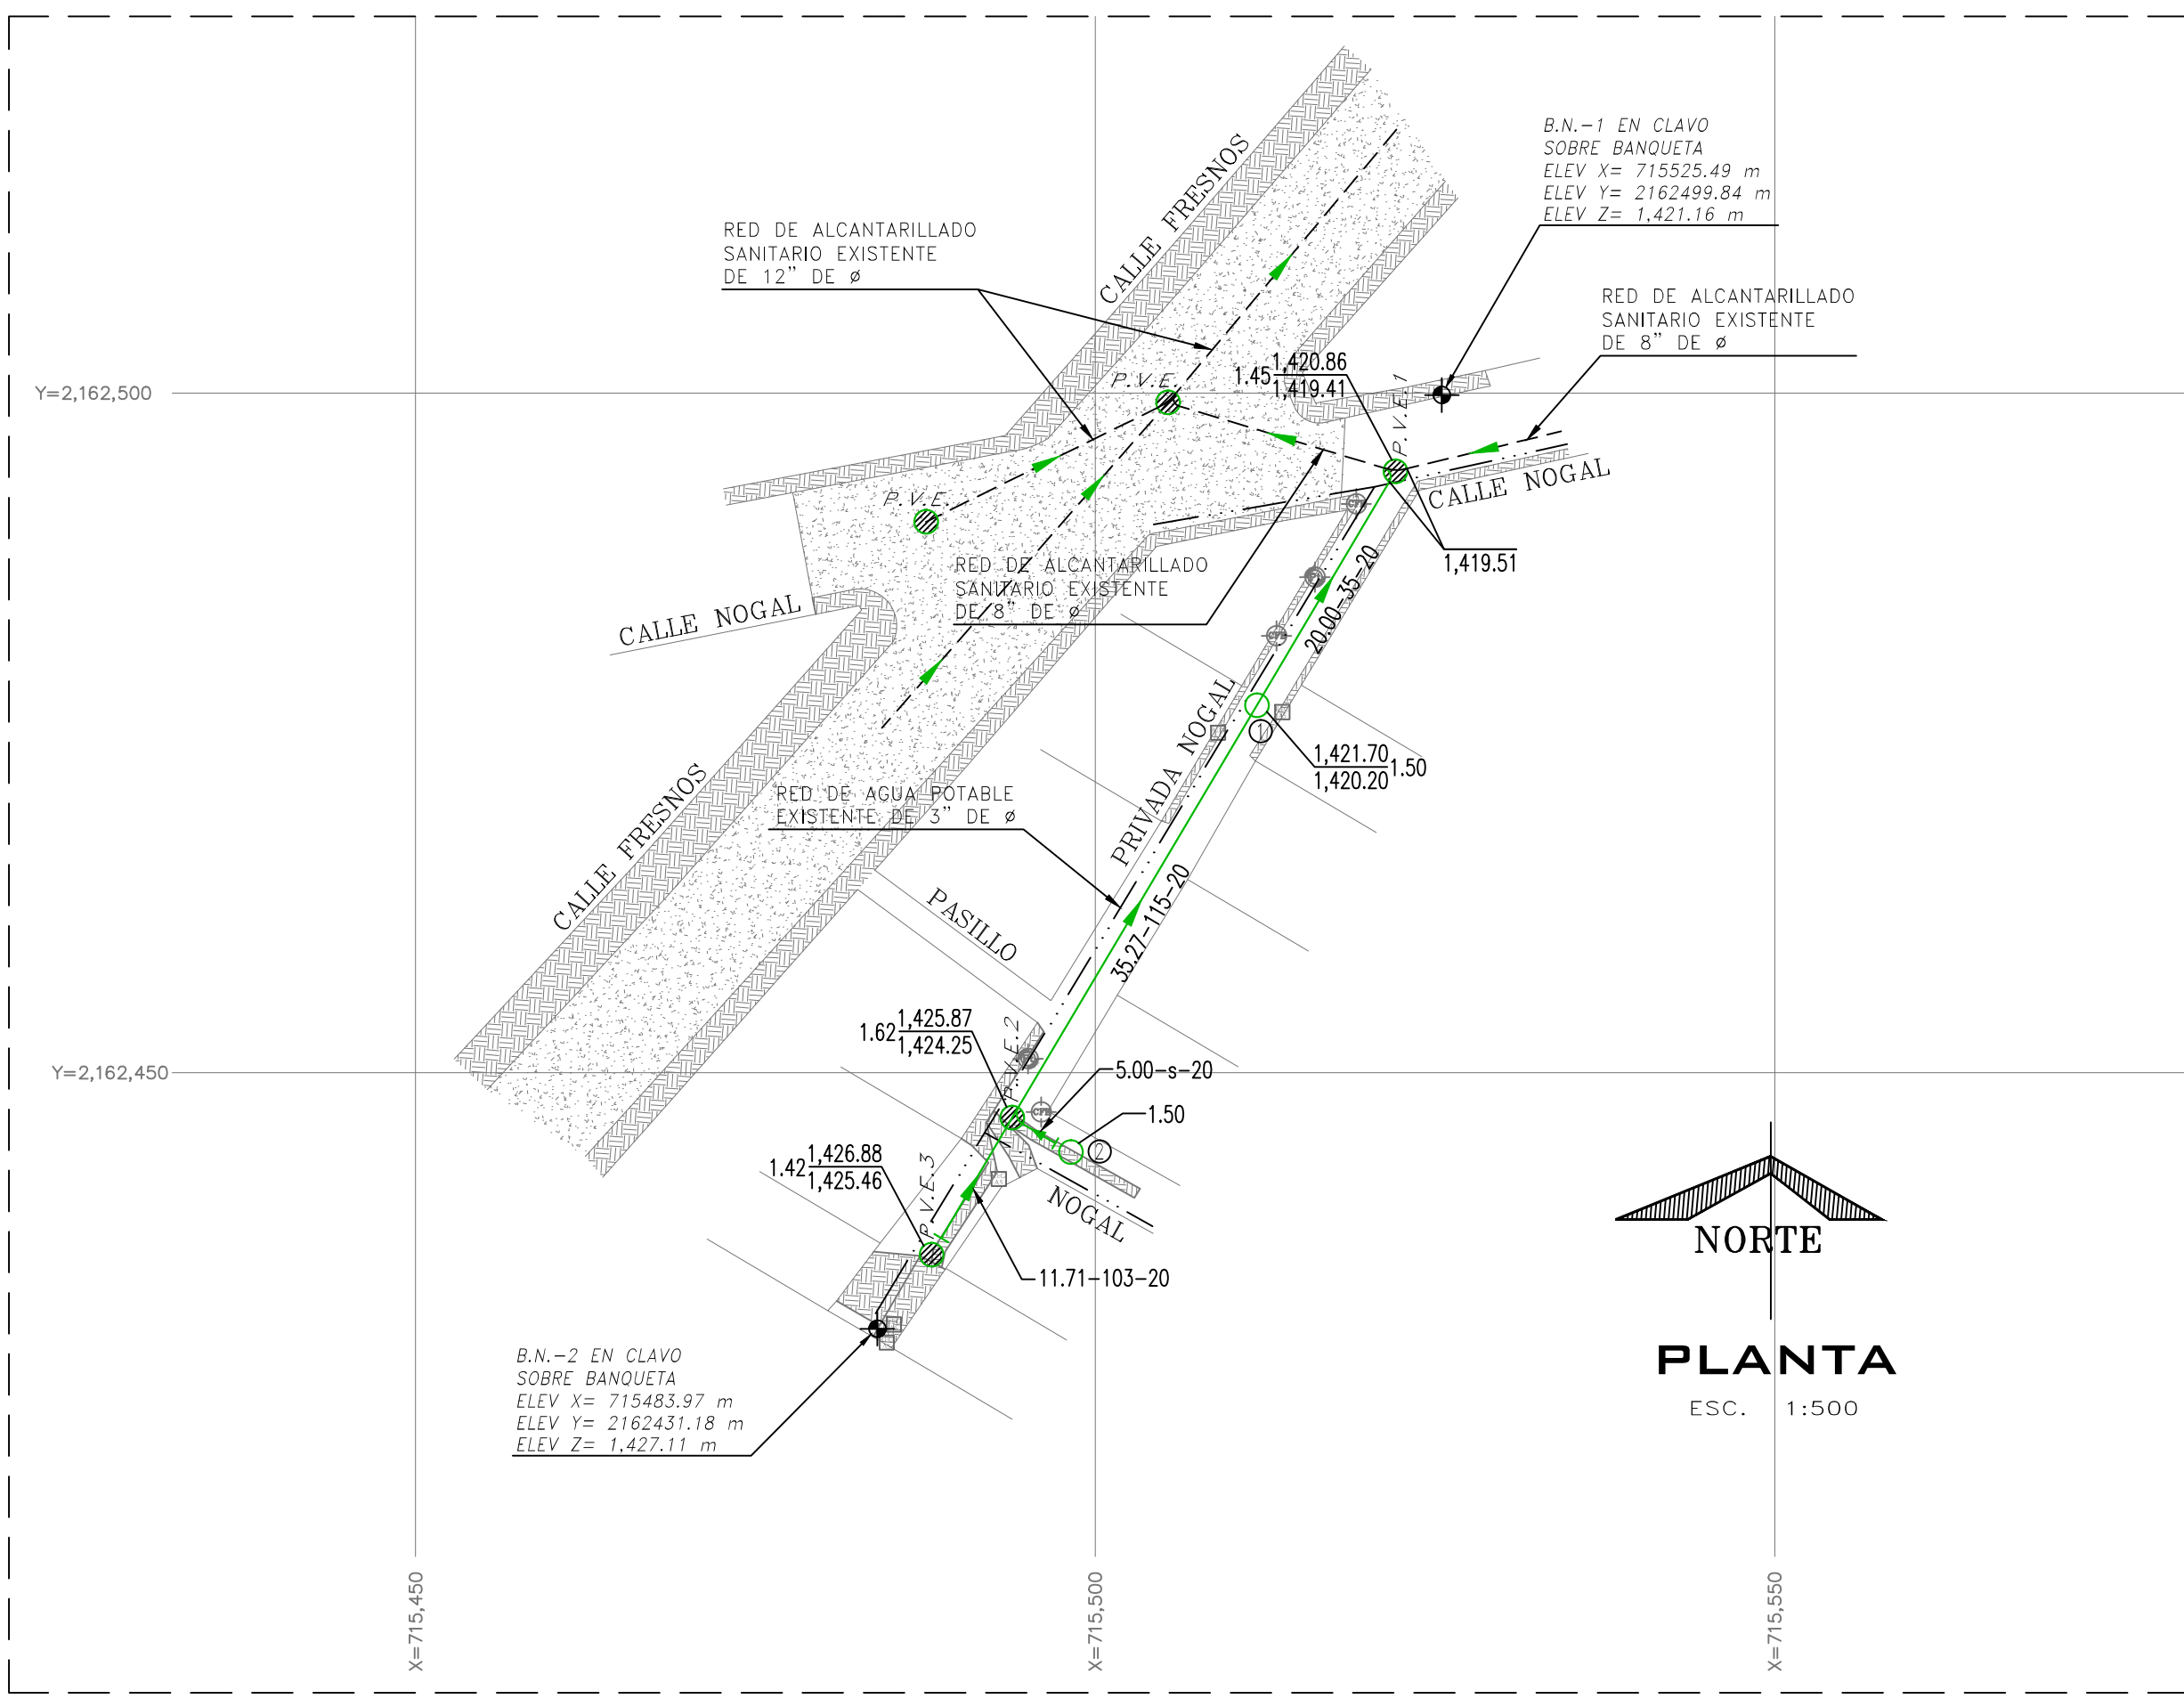 B.N.-1 EN CLAVO
SOBRE BANQUETA
ELEV X= 715525.49 m
ELEV Y= 2162499.84 m
ELEV Z= 1,421.16 m
CALLE FRESNOS
RED DE ALCANTARILLADO
SANITARIO EXISTENTE
DE 12" DE ø
RED DE ALCANTARILLADO
SANITARIO EXISTENTE
DE 8" DE ø
Y=2,162,500
P.V.E.
1.45
1,420.86
1,419.41
P.V.E.1
CALLE NOGAL
P.V.E.
1,419.51
RED DE ALCANTARILLADO
SANITARIO EXISTENTE
DE 8" DE ø
CALLE NOGAL
CFE
20.00-35-20
CFE
1
1,421.70
1,420.20
1.50
PRIVADA NOGAL
RED DE AGUA POTABLE
EXISTENTE DE 3" DE ø
CALLE FRESNOS
PASILLO
35.27-115-20
1.62
1,425.87
1,424.25
P.V.E.2
Y=2,162,450
5.00-s-20
CFE
1.50
2
1.42
1,426.88
1,425.46
P.V.E.3
NOGAL
11.71-103-20
NORTE
B.N.-2 EN CLAVO
SOBRE BANQUETA
ELEV X= 715483.97 m
ELEV Y= 2162431.18 m
ELEV Z= 1,427.11 m
PLANTA
ESC. 1:500
X=715,450
X=715,500
X=715,550